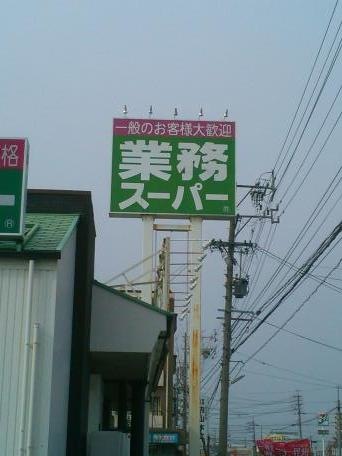 一般のお客様大歓迎
業務
スーパー
格
®